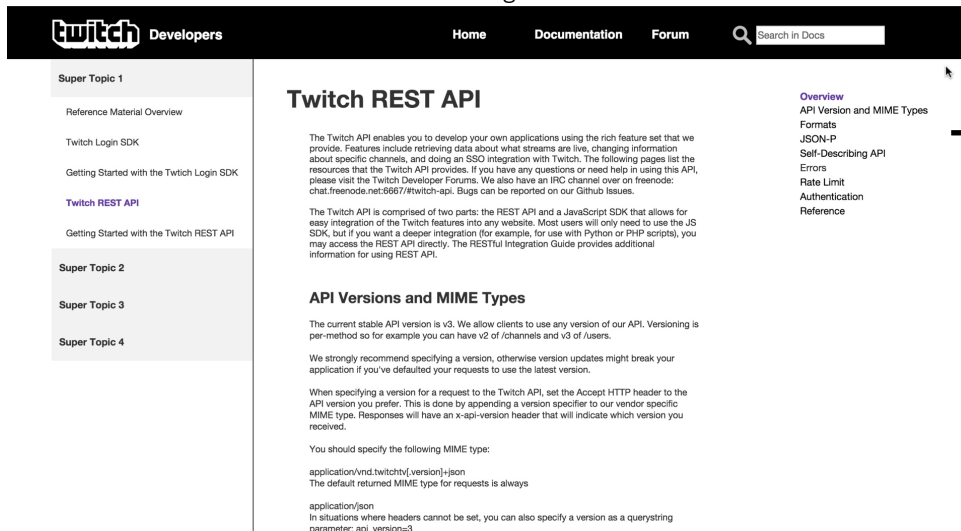 twitch Developers
Home
Documentation
Forum
Search in Docs
Super Topic 1
Reference Material Overview
Twitch Login SDK
Getting Started with the Twtich Login SDK
Twitch REST API
Getting Started with the Twitch REST API
Super Topic 2
Super Topic 3
Super Topic 4
Twitch REST API
The Twitch API enables you to develop your own applications using the rich feature set that we
provide. Features include retrieving data about what streams are live, changing information
about specific channels, and doing an SSO integration with Twitch. The following pages list the
resources that the Twitch API provides. If you have any questions or need help in using this API,
please visit the Twitch Developer Forums. We also have an IRC channel over on freenode:
chat.freenode.net:6667/#twitch-api. Bugs can be reported on our Github Issues.
The Twitch API is comprised of two parts: the REST API and a JavaScript SDK that allows for
easy integration of the Twitch features into any website. Most users will only need to use the JS
SDK, but if you want a deeper integration (for example, for use with Python or PHP scripts), you
may access the REST API directly. The RESTful Integration Guide provides additional
information for using REST API.
API Versions and MIME Types
The current stable API version is v3. We allow clients to use any version of our API. Versioning is
per-method so for example you can have v2 of /channels and v3 of /users.
We strongly recommend specifying a version, otherwise version updates might break your
application if you've defaulted your requests to use the latest version.
When specifying a version for a request to the Twitch API, set the Accept HTTP header to the
API version you prefer. This is done by appending a version specifier to our vendor specific
MIME type. Responses will have an x-api-version header that will indicate which version you
received.
You should specify the following MIME type:
application/vnd.twitchtv[.version]+json
The default returned MIME type for requests is always
application/json
In situations where headers cannot be set, you can also specify a version as a querystring
parameter: api_version=3
Overview
API Version and MIME Types
Formats
JSON-P
Self-Describing API
Errors
Rate Limit
Authentication
Reference